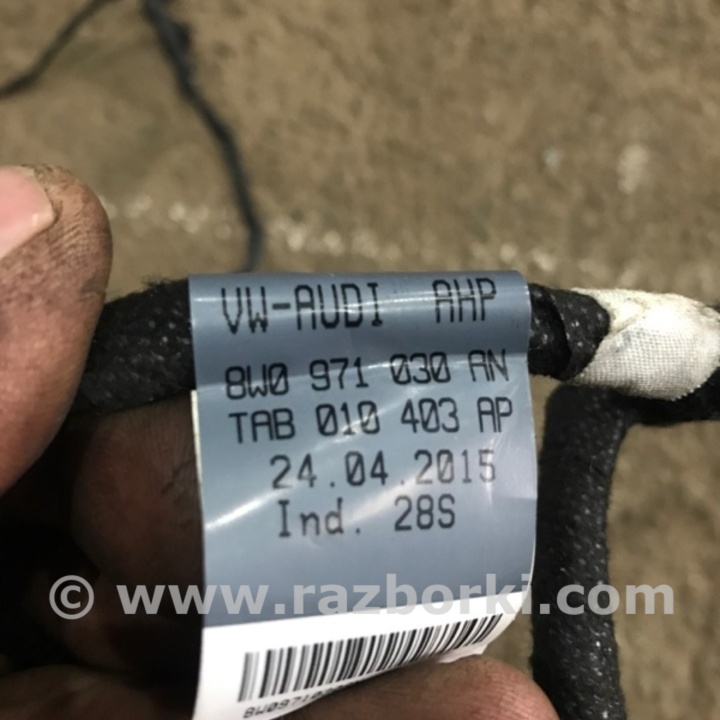 VW-AUDI AHP
8W0 971 030 AN
TAB 010 403 AP
24.04.2015
Ind. 28S
© www.razborki.com